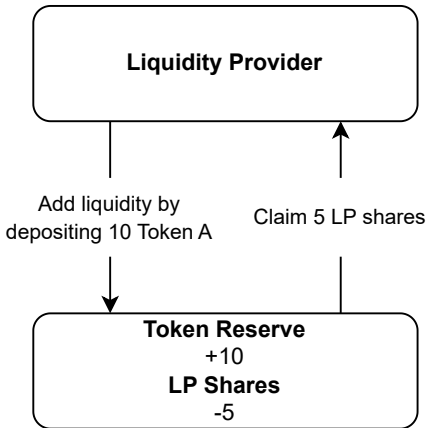 Liquidity Provider
Add liquidity by
depositing 10 Token A
Claim 5 LP shares
Token Reserve
+10
LP Shares
-5